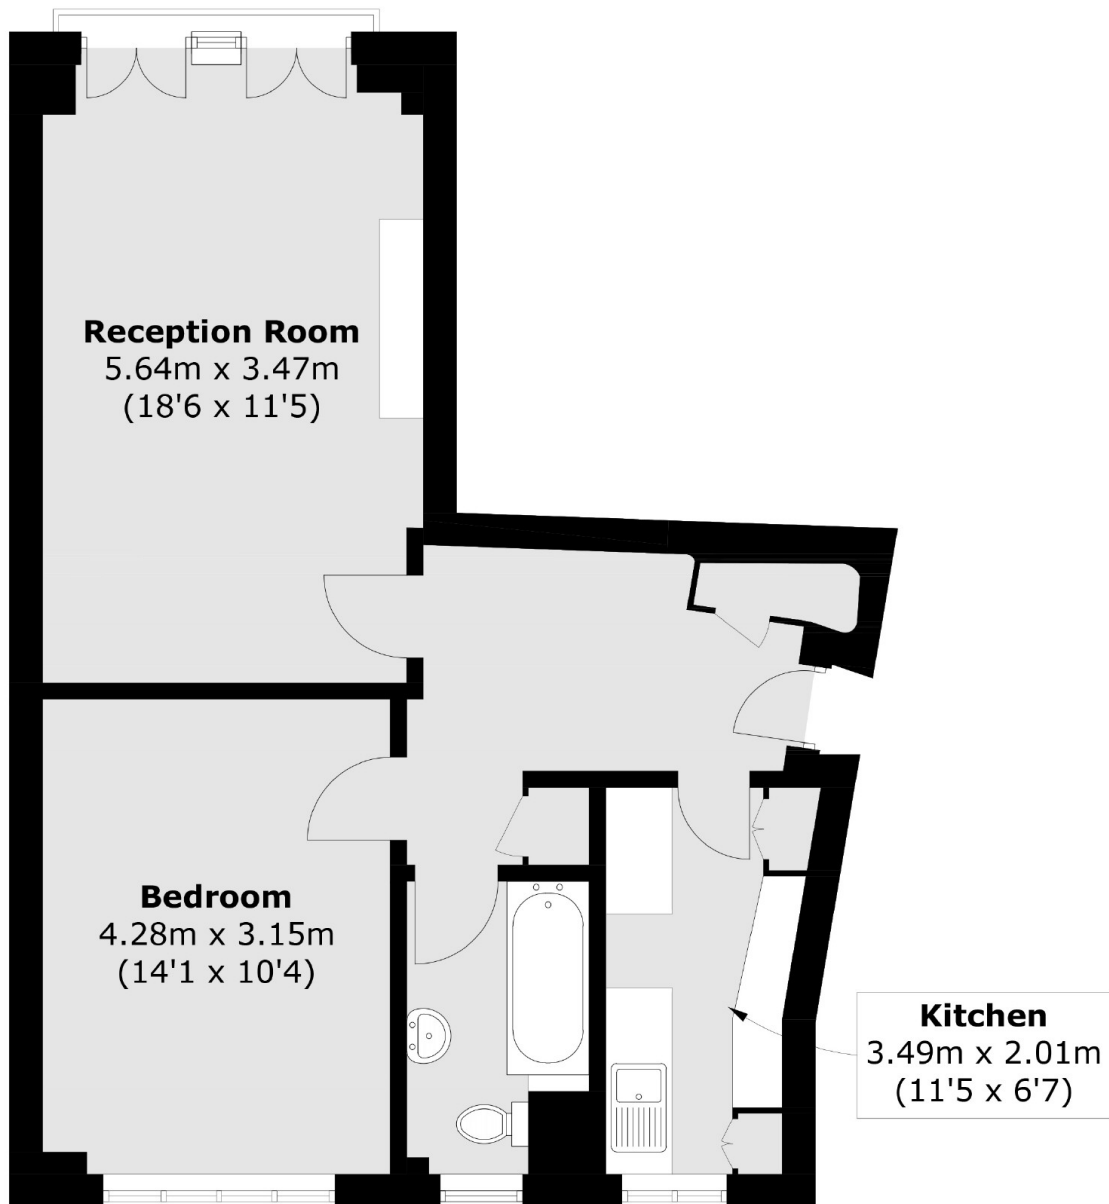 Reception Room
5.64m x 3.47m
(18'6 x 11'5)
Bedroom
4.28m x 3.15m
(14'1 x 10'4)
Kitchen
3.49m x 2.01m
(11'5 x 6'7)